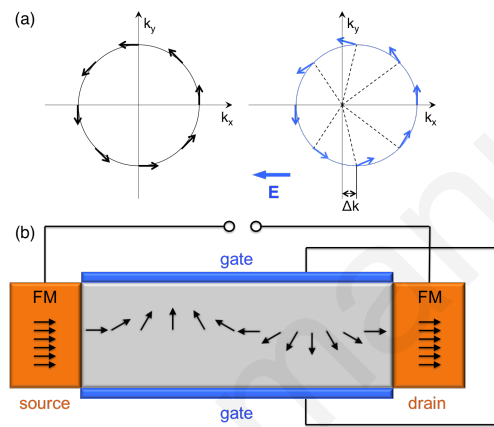 (a)
k_y
k_y
k_x
k_x
E
Δk
(b)
gate
FM
FM
source
gate
drain